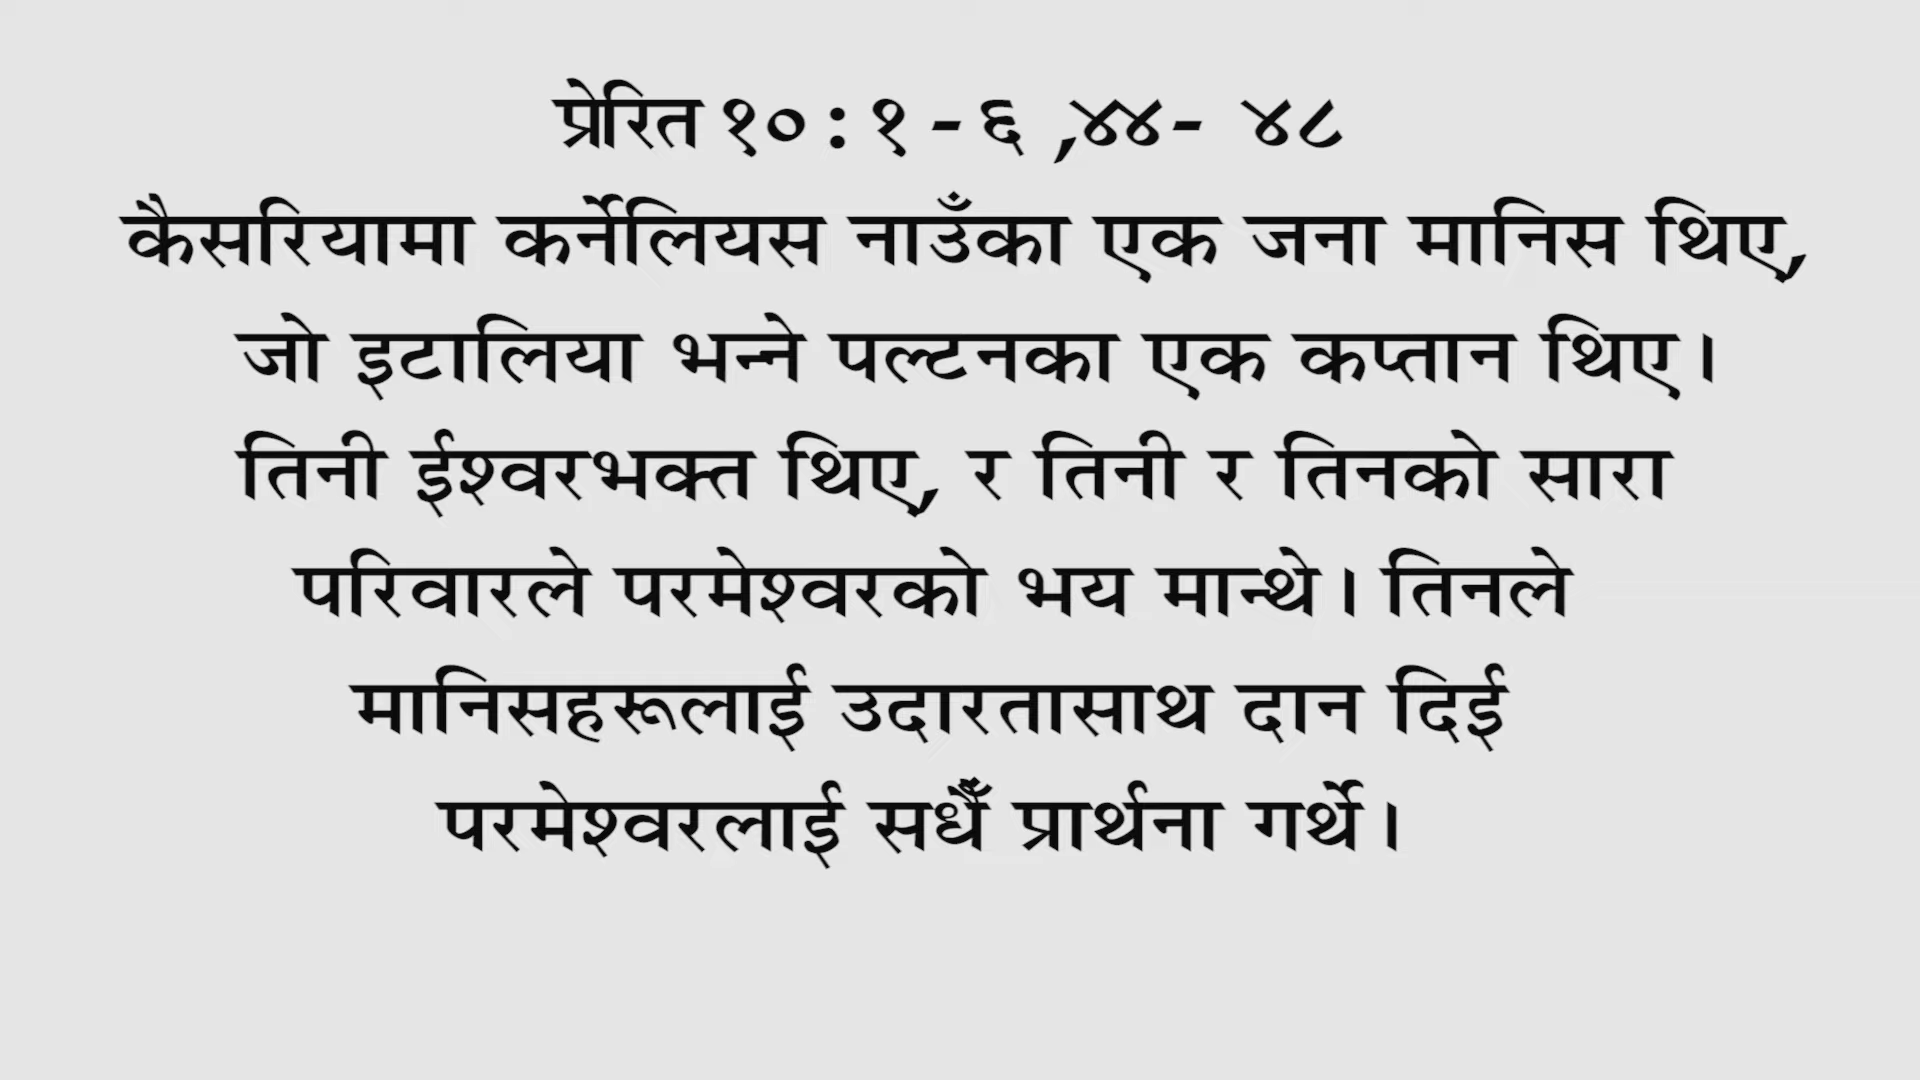 प्रेरित १० : १ - ६ ,४४- ४८
कैसरियामा कर्नेलियस नाउँका एक जना मानिस थिए,
जो इटालिया भन्ने पल्टनका एक कप्तान थिए।
तिनी ईश्वरभक्त थिए, र तिनी र तिनको सारा
परिवारले परमेश्वरको भय मान्थे। तिनले
मानिसहरूलाई उदारतासाथ दान दिई
परमेश्वरलाई सधैँ प्रार्थना गर्थे।